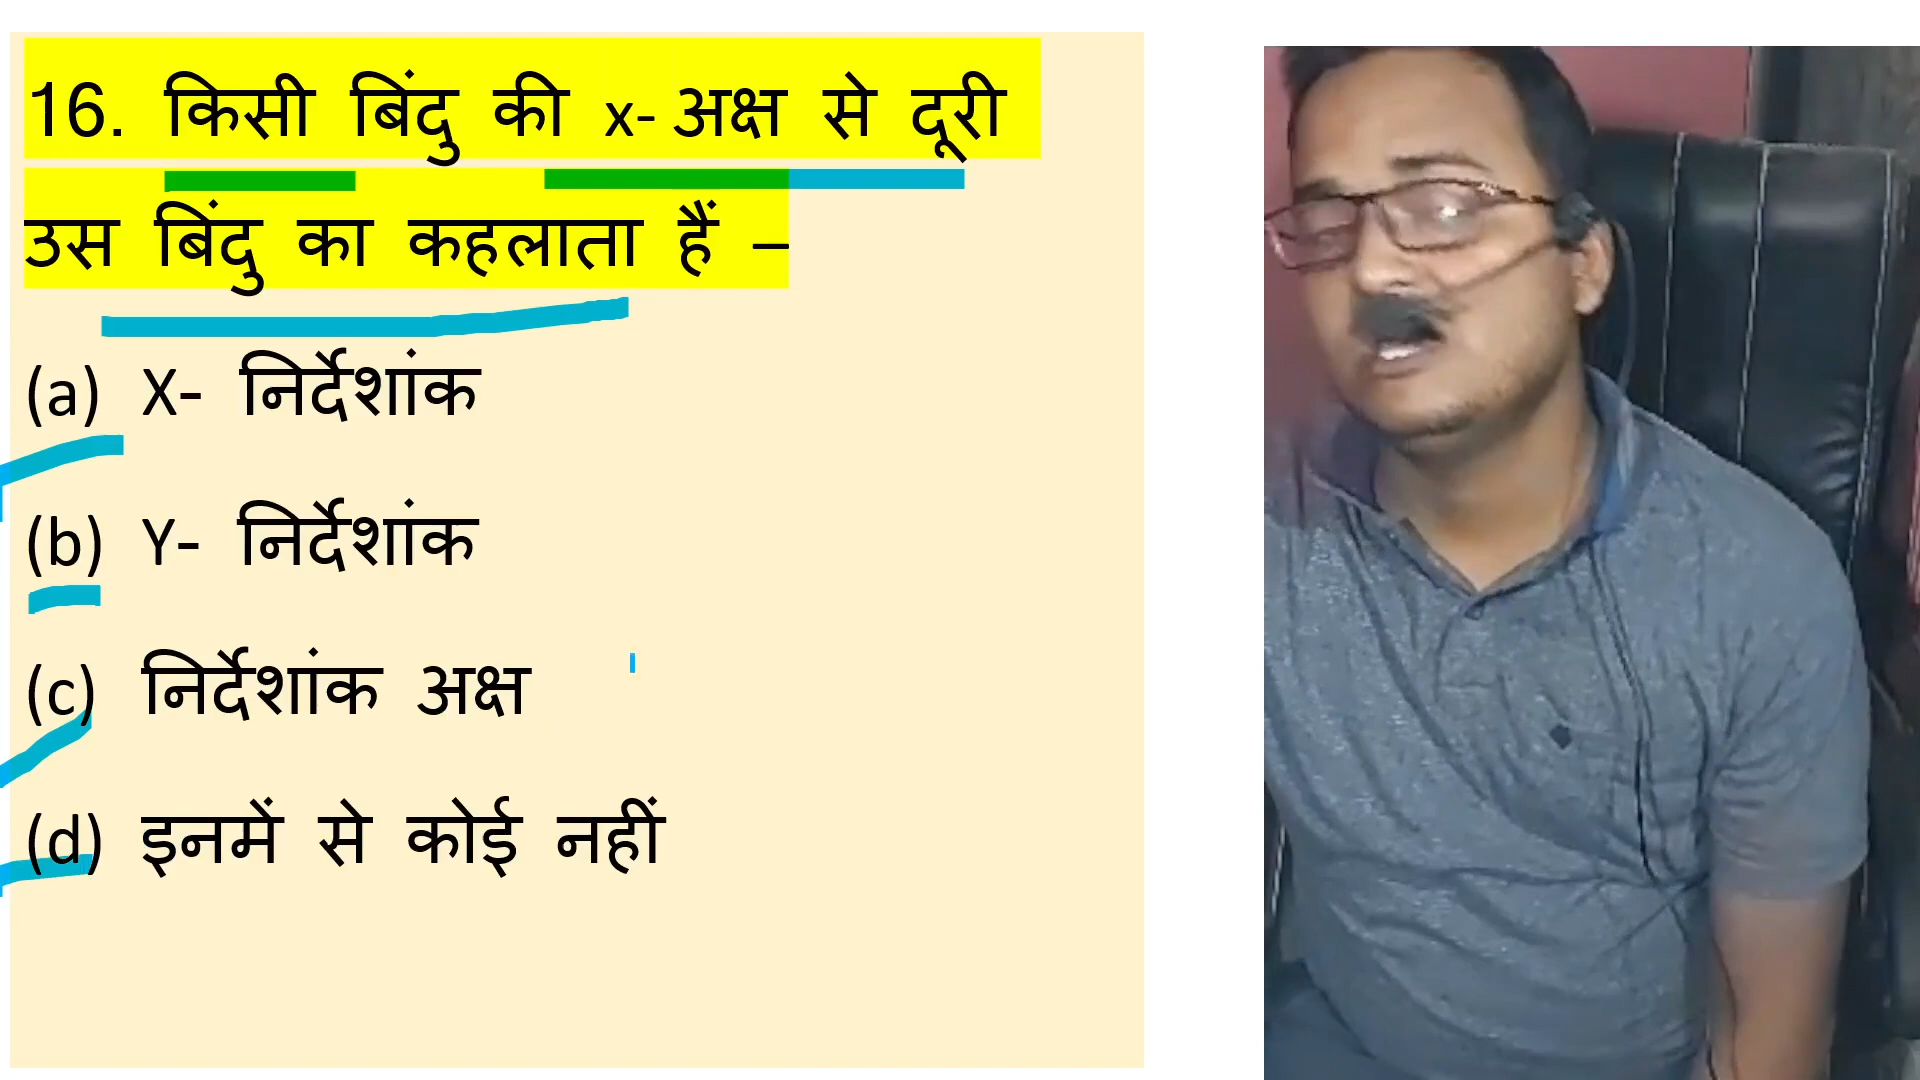 16. किसी बिंदु की x- अक्ष से दूरी
उस बिंदु का कहलाता हैं –
(a) X- निर्देशांक
(b) Y- निर्देशांक
(c) निर्देशांक अक्ष
(d) इनमें से कोई नहीं